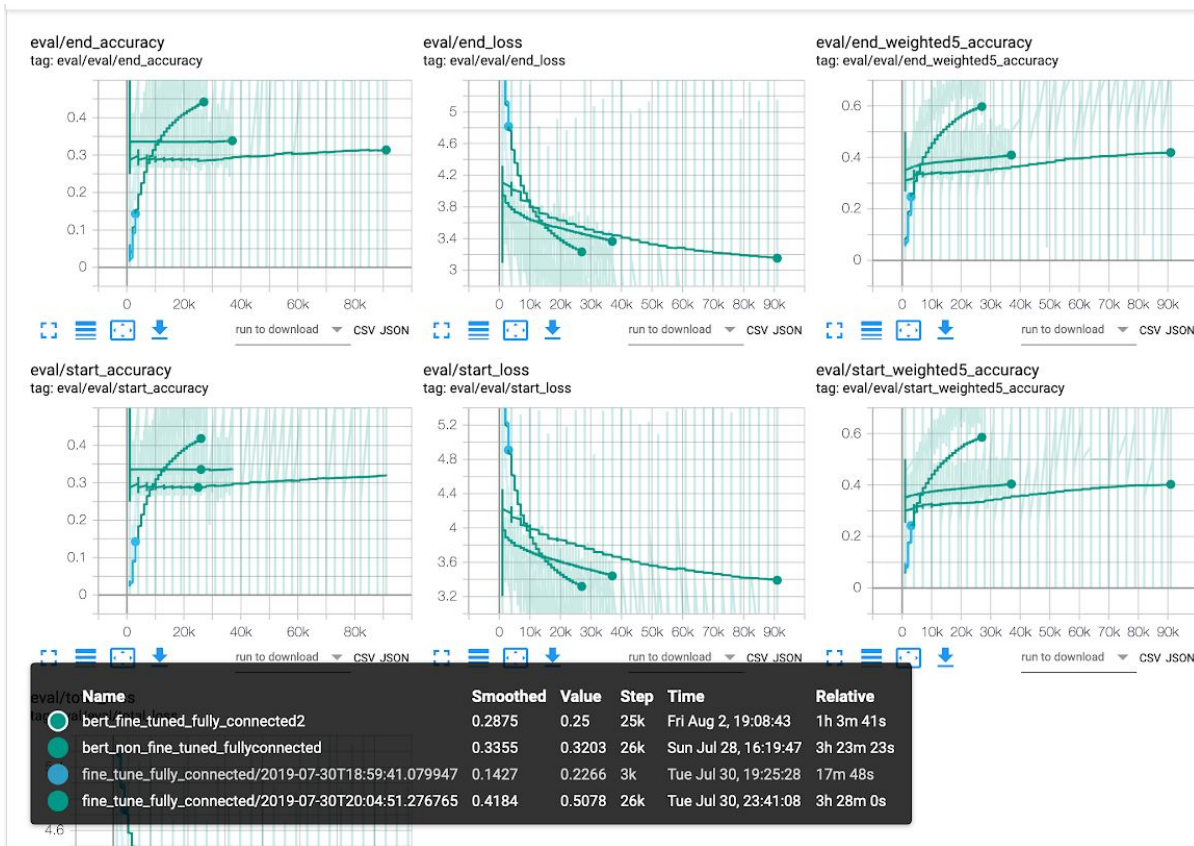 eval/end_accuracy
tag: eval/eval/end_accuracy
0.4
0.3
0.2
0.1
0
0 20k 40k 60k 80k
run to download CSV JSON
eval/end_loss
tag: eval/eval/end_loss
5
4.6
4.2
3.8
3.4
3
0 10k 20k 30k 40k 50k 60k 70k 80k 90k
run to download CSV JSON
eval/end_weighted5_accuracy
tag: eval/eval/end_weighted5_accuracy
0.6
0.4
0.2
0
0 10k 20k 30k 40k 50k 60k 70k 80k 90k
run to download CSV JSON
eval/start_accuracy
tag: eval/eval/start_accuracy
0.4
0.3
0.2
0.1
0
0 20k 40k 60k 80k
run to download CSV JSON
eval/start_loss
tag: eval/eval/start_loss
5.2
4.8
4.4
4
3.6
3.2
0 10k 20k 30k 40k 50k 60k 70k 80k 90k
run to download CSV JSON
eval/start_weighted5_accuracy
tag: eval/eval/start_weighted5_accuracy
0.6
0.4
0.2
0
0 10k 20k 30k 40k 50k 60k 70k 80k 90k
run to download CSV JSON
Name Smoothed Value Step Time Relative
bert_fine_tuned_fully_connected2 0.2875 0.25 25k Fri Aug 2, 19:08:43 1h 3m 41s
bert_non_fine_tuned_fullyconnected 0.3355 0.3203 26k Sun Jul 28, 16:19:47 3h 23m 23s
fine_tune_fully_connected/2019-07-30T18:59:41.079947 0.1427 0.2266 3k Tue Jul 30, 19:25:28 17m 48s
fine_tune_fully_connected/2019-07-30T20:04:51.276765 0.4184 0.5078 26k Tue Jul 30, 23:41:08 3h 28m 0s
4.6